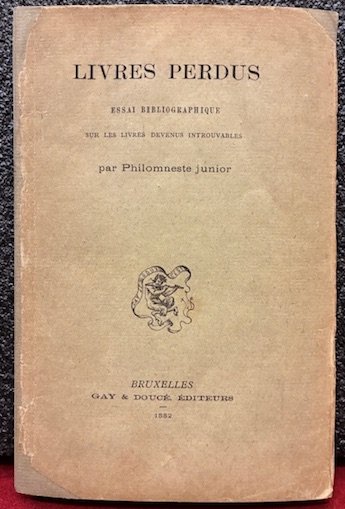 LIVRES PERDUS
ESSAI BIBLIOGRAPHIQUE
SUR LES LIVRES DEVENUS INTROUVABLES
par Philomneste junior
BRUXELLES
GAY & DOUCÉ, ÉDITEURS
1882